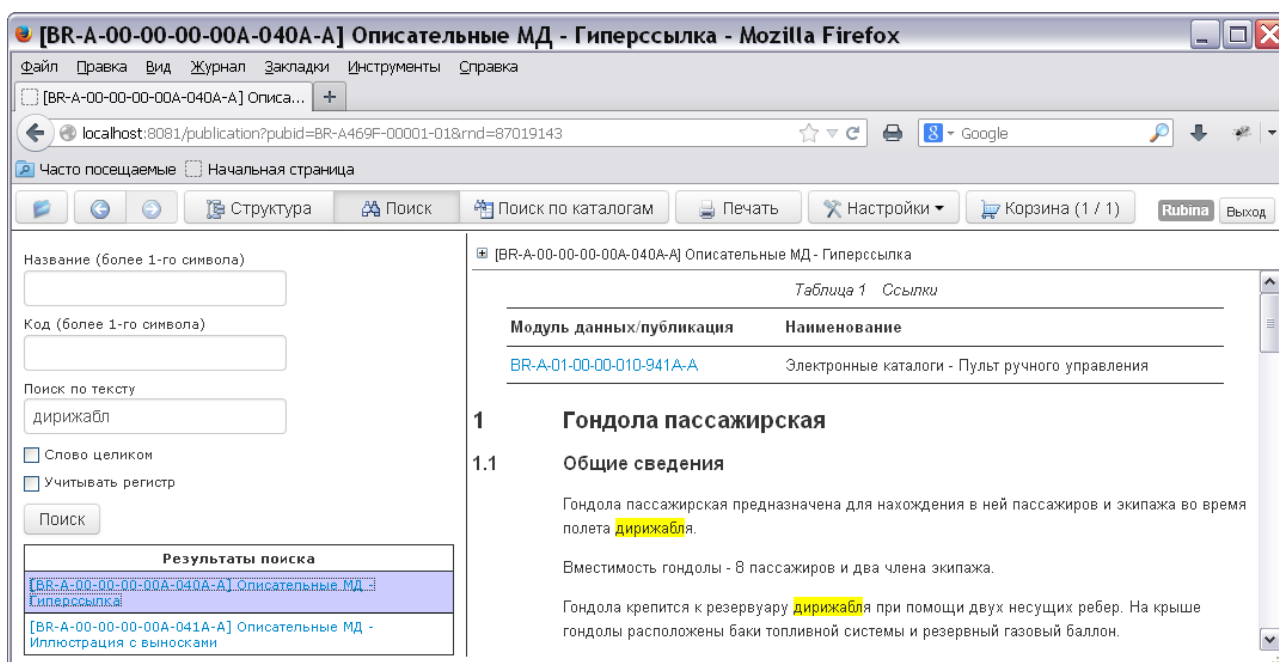 [BR-A-00-00-00-00A-040A-A] Описательные МД - Гиперссылка - Mozilla Firefox
Файл Правка Вид Журнал Закладки Инструменты Справка
[BR-A-00-00-00-00A-040A-A] Описа... +
localhost:8081/publication?pubid=BR-A469F-00001-01&rnd=87019143 8 Google
Часто посещаемые Начальная страница
Структура Поиск Поиск по каталогам Печать Настройки Корзина (1 / 1) Rubina Выход
Название (более 1-го символа)
Код (более 1-го символа)
Поиск по тексту
дирижабл
Слово целиком
Учитывать регистр
Поиск
Результаты поиска
[BR-A-00-00-00-00A-040A-A] Описательные МД -
Гиперссылка
[BR-A-00-00-00-00A-041A-A] Описательные МД -
Иллюстрация с выносками
[BR-A-00-00-00-00A-040A-A] Описательные МД - Гиперссылка
Таблица 1 Ссылки
Модуль данных/публикация Наименование
BR-A-01-00-00-010-941A-A Электронные каталоги - Пульт ручного управления
1 Гондола пассажирская
1.1 Общие сведения
Гондола пассажирская предназначена для нахождения в ней пассажиров и экипажа во время
полета дирижабля.
Вместимость гондолы - 8 пассажиров и два члена экипажа.
Гондола крепится к резервуару дирижабля при помощи двух несущих ребер. На крыше
гондолы расположены баки топливной системы и резервный газовый баллон.